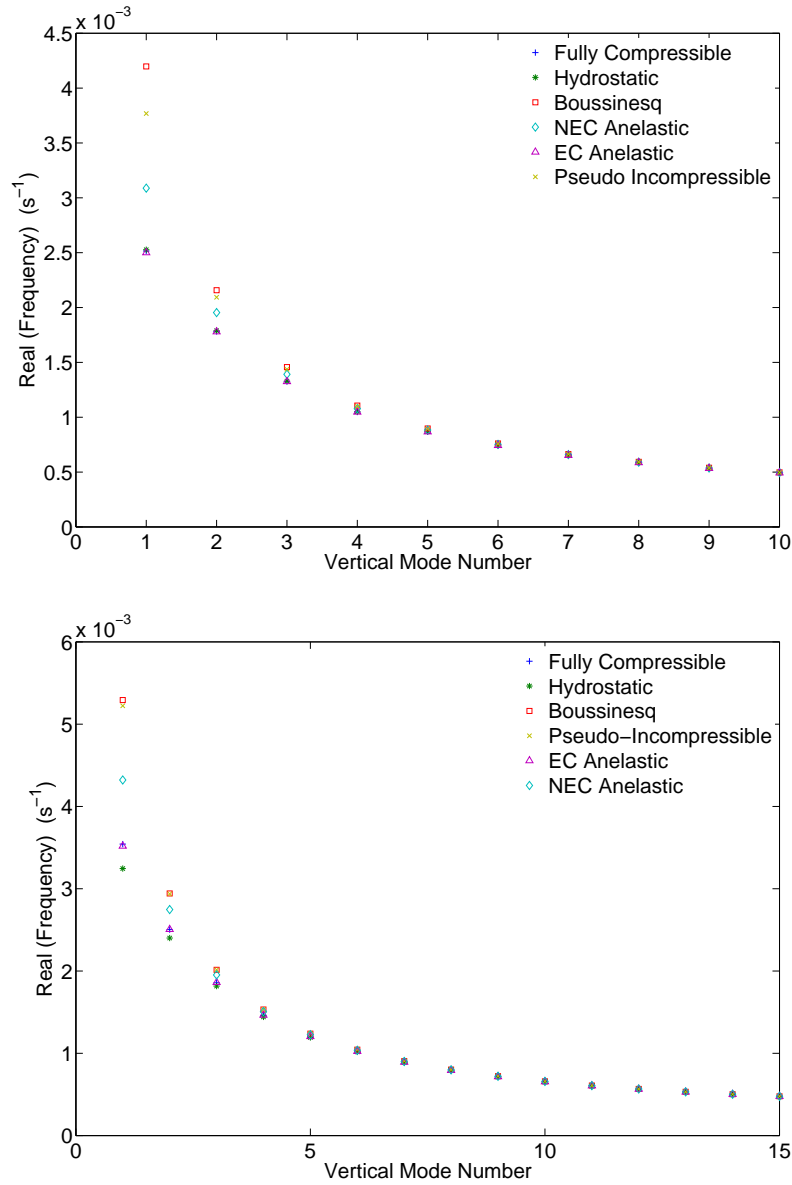 x 10⁻³
4.5
4
3.5
3
2.5
2
1.5
1
0.5
0
Real (Frequency) (s⁻¹)
Fully Compressible
Hydrostatic
Boussinesq
NEC Anelastic
EC Anelastic
Pseudo Incompressible
0 1 2 3 4 5 6 7 8 9 10
Vertical Mode Number
x 10⁻³
6
5
4
3
2
1
0
Real (Frequency) (s⁻¹)
Fully Compressible
Hydrostatic
Boussinesq
Pseudo−Incompressible
EC Anelastic
NEC Anelastic
0 5 10 15
Vertical Mode Number